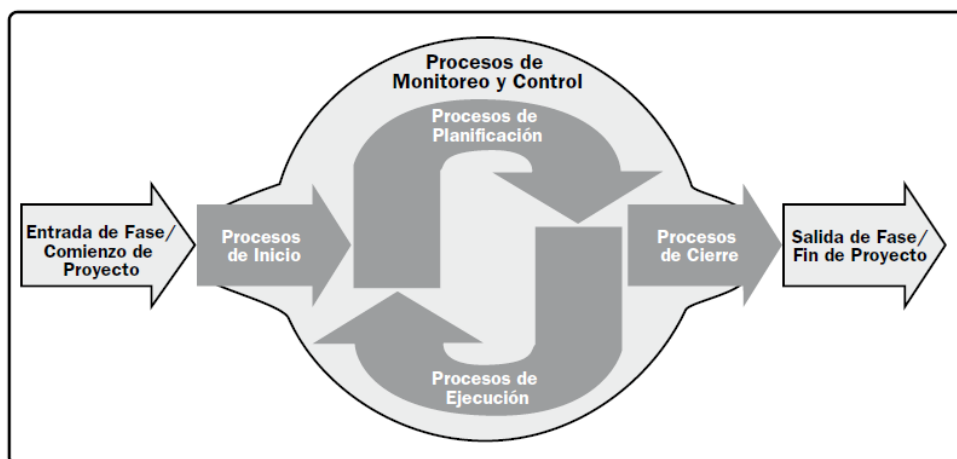 Procesos de
Monitoreo y Control
Procesos de
Planificación
Entrada de Fase/
Comienzo de
Proyecto
Procesos
de Inicio
Procesos
de Cierre
Salida de Fase/
Fin de Proyecto
Procesos de
Ejecución